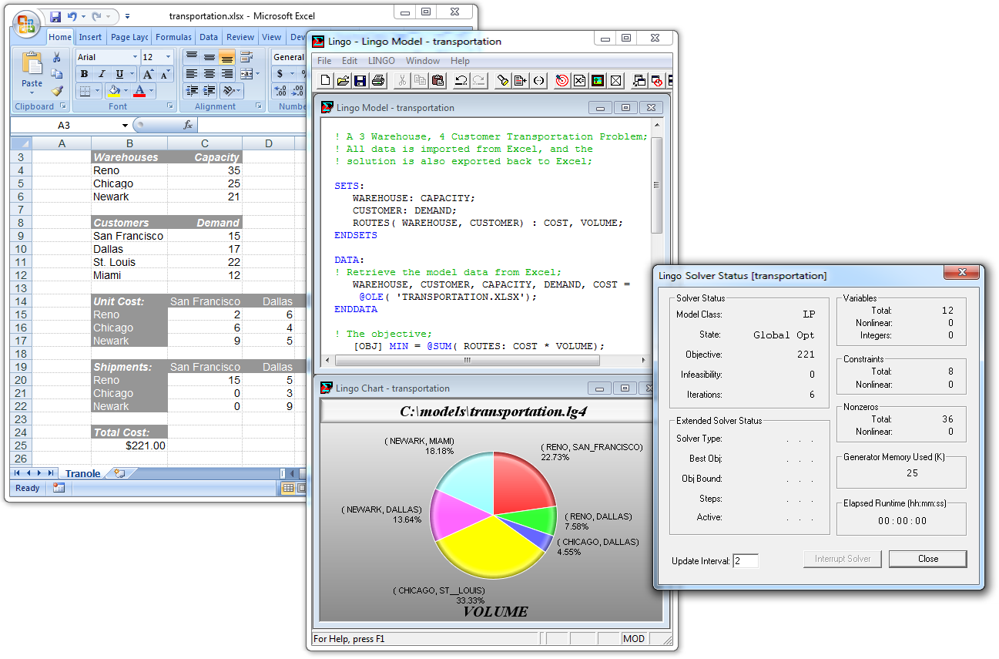 transportation.xlsx - Microsoft Excel
Home Insert Page Layc Formulas Data Review View Dev
Paste
Arial 12
B I U A A
A
General
$ %
Clipboard Font Alignment Numb
A3 fx
A B C D
3 Warehouses Capacity
4 Reno 35
5 Chicago 25
6 Newark 21
7
8 Customers Demand
9 San Francisco 15
10 Dallas 17
11 St. Louis 22
12 Miami 12
13
14 Unit Cost: San Francisco Dallas
15 Reno 2 6
16 Chicago 6 4
17 Newark 9 5
18
19 Shipments: San Francisco Dallas
20 Reno 15 5
21 Chicago 0 3
22 Newark 0 9
23
24 Total Cost:
25 $221.00
26
Tranole
Ready
Lingo - Lingo Model - transportation
File Edit LINGO Window Help
Lingo Model - transportation
! A 3 Warehouse, 4 Customer Transportation Problem;
! All data is imported from Excel, and the
! solution is also exported back to Excel;
SETS:
WAREHOUSE: CAPACITY;
CUSTOMER: DEMAND;
ROUTES( WAREHOUSE, CUSTOMER) : COST, VOLUME;
ENDSETS
DATA:
! Retrieve the model data from Excel;
WAREHOUSE, CUSTOMER, CAPACITY, DEMAND, COST =
@OLE( 'TRANSPORTATION.XLSX');
ENDDATA
! The objective;
[OBJ] MIN = @SUM( ROUTES: COST * VOLUME);
Lingo Chart - transportation
C:\models\transportation.lg4
( NEWARK, MIAMI)
18.18%
( RENO, SAN_FRANCISCO)
22.73%
( NEWARK, DALLAS)
13.64%
( RENO, DALLAS)
7.58%
( CHICAGO, DALLAS)
4.55%
( CHICAGO, ST__LOUIS)
33.33%
VOLUME
For Help, press F1 MOD
Lingo Solver Status [transportation]
Solver Status
Model Class: LP
State: Global Opt
Objective: 221
Infeasibility: 0
Iterations: 6
Extended Solver Status
Solver Type: . . .
Best Obj: . . .
Obj Bound: . . .
Steps: . . .
Active: . . .
Variables
Total: 12
Nonlinear: 0
Integers: 0
Constraints
Total: 8
Nonlinear: 0
Nonzeros
Total: 36
Nonlinear: 0
Generator Memory Used (K)
25
Elapsed Runtime (hh:mm:ss)
00:00:00
Update Interval: 2
Interrupt Solver
Close